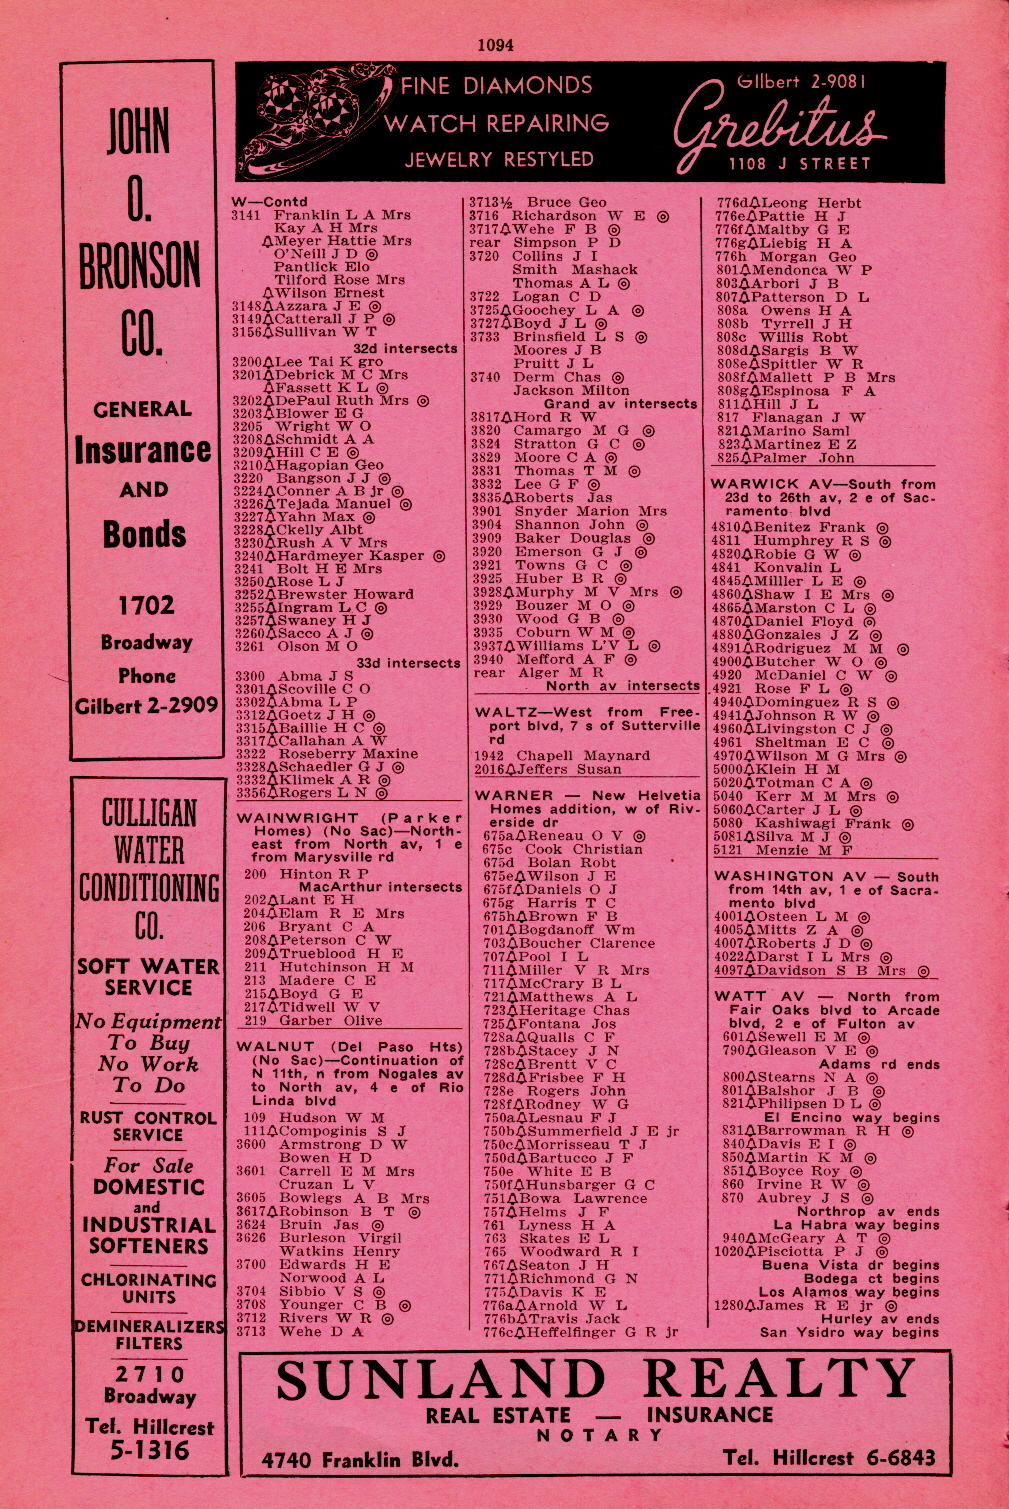 1094
JOHN
O.
BRONSON
CO.
GENERAL
Insurance
AND
Bonds
1702
Broadway
Phone
Gilbert 2-2909
CULLIGAN
WATER
CONDITIONING
CO.
SOFT WATER
SERVICE
No Equipment
To Buy
No Work
To Do
RUST CONTROL
SERVICE
For Sale
DOMESTIC
and
INDUSTRIAL
SOFTENERS
CHLORINATING
UNITS
DEMINERALIZERS
FILTERS
2710
Broadway
Tel. Hillcrest
5-1316
FINE DIAMONDS
WATCH REPAIRING
JEWELRY RESTYLED
GIlbert 2-9081
Grebitus
1108 J STREET
W—Contd
3141 Franklin L A Mrs
Kay A H Mrs
△Meyer Hattie Mrs
O'Neill J D ◎
Pantlick Elo
Tilford Rose Mrs
△Wilson Ernest
3148△Azzara J E ◎
3149△Catterall J P ◎
3156△Sullivan W T
32d intersects
3200△Lee Tai K gro
3201△Debrick M C Mrs
△Fassett K L ◎
3202△DePaul Ruth Mrs ◎
3203△Blower E G
3205 Wright W O
3208△Schmidt A A
3209△Hill C E ◎
3210△Hagopian Geo
3220 Bangson J J ◎
3224△Conner A B jr ◎
3226△Tejada Manuel ◎
3227△Yahn Max ◎
3228△Ckelly Albt
3230△Rush A V Mrs
3240△Hardmeyer Kasper ◎
3241 Bolt H E Mrs
3250△Rose L J
3252△Brewster Howard
3255△Ingram L C ◎
3257△Swaney H J
3260△Sacco A J ◎
3261 Olson M O
33d intersects
3300 Abma J S
3301△Scoville C O
3302△Abma L P
3312△Goetz J H ◎
3315△Baillie H C ◎
3317△Callahan A W
3322 Roseberry Maxine
3328△Schaedler G J ◎
3332△Klimek A R ◎
3356△Rogers L N ◎
WAINWRIGHT (Parker
Homes) (No Sac)—North-
east from North av, 1 e
from Marysville rd
200 Hinton R P
MacArthur intersects
202△Lant E H
204△Elam R E Mrs
206 Bryant C A
208△Peterson C W
209△Trueblood H E
211 Hutchinson H M
213 Madere C E
215△Boyd G E
217△Tidwell W V
219 Garber Olive
WALNUT (Del Paso Hts)
(No Sac)—Continuation of
N 11th, n from Nogales av
to North av, 4 e of Rio
Linda blvd
109 Hudson W M
111△Compoginis S J
3600 Armstrong D W
Bowen H D
3601 Carrell E M Mrs
Cruzan L V
3605 Bowlegs A B Mrs
3617△Robinson B T ◎
3624 Bruin Jas ◎
3626 Burleson Virgil
Watkins Henry
3700 Edwards H E
Norwood A L
3704 Sibbio V S ◎
3708 Younger C B ◎
3712 Rivers W R ◎
3713 Wehe D A
3713½ Bruce Geo
3716 Richardson W E ◎
3717△Wehe F B ◎
rear Simpson P D
3720 Collins J I
Smith Mashack
Thomas A L ◎
3722 Logan C D
3725△Goochey L A ◎
3727△Boyd J L ◎
3733 Brinsfield L S ◎
Moores J B
Pruitt J L
3740 Derm Chas ◎
Jackson Milton
Grand av intersects
3817△Hord R W
3820 Camargo M G ◎
3824 Stratton G C ◎
3829 Moore C A ◎
3831 Thomas T M ◎
3832 Lee G F ◎
3835△Roberts Jas
3901 Snyder Marion Mrs
3904 Shannon John ◎
3909 Baker Douglas ◎
3920 Emerson G J ◎
3921 Towns G C ◎
3925 Huber B R ◎
3928△Murphy M V Mrs ◎
3929 Bouzer M O ◎
3930 Wood G B ◎
3935 Coburn W M ◎
3937△Williams L'V L ◎
3940 Mefford A F ◎
rear Alger M R
North av intersects
WALTZ—West from Free-
port blvd, 7 s of Sutterville
rd
1942 Chapell Maynard
2016△Jeffers Susan
WARNER — New Helvetia
Homes addition, w of Riv-
erside dr
675a△Reneau O V ◎
675c Cook Christian
675d Bolan Robt
675e△Wilson J E
675f△Daniels O J
675g Harris T C
675h△Brown F B
701△Bogdanoff Wm
703△Boucher Clarence
707△Pool I L
711△Miller V R Mrs
717△McCrary B L
721△Matthews A L
723△Heritage Chas
725△Fontana Jos
728a△Qualls C F
728b△Stacey J N
728c△Brentt V C
728d△Frisbee F H
728e Rogers John
728f△Rodney W G
750a△Lesnau F J
750b△Summerfield J E jr
750c△Morrisseau T J
750d△Bartucco J F
750e White E B
750f△Hunsbarger G C
751△Bowa Lawrence
757△Helms J F
761 Lyness H A
763 Skates E L
765 Woodward R I
767△Seaton J H
771△Richmond G N
775△Davis K E
776a△Arnold W L
776b△Travis Jack
776c△Heffelfinger G R jr
776d△Leong Herbt
776e△Pattie H J
776f△Maltby G E
776g△Liebig H A
776h Morgan Geo
801△Mendonca W P
803△Arbori J B
807△Patterson D L
808a Owens H A
808b Tyrrell J H
808c Willis Robt
808d△Sargis B W
808e△Spittler W R
808f△Mallett P B Mrs
808g△Espinosa F A
811△Hill J L
817 Flanagan J W
821△Marino Saml
823△Martinez E Z
825△Palmer John
WARWICK AV—South from
23d to 26th av, 2 e of Sac-
ramento blvd
4810△Benitez Frank ◎
4811 Humphrey R S ◎
4820△Robie G W ◎
4841 Konvalin L
4845△Milller L E ◎
4860△Shaw I E Mrs ◎
4865△Marston C L ◎
4870△Daniel Floyd ◎
4880△Gonzales J Z ◎
4891△Rodriguez M M ◎
4900△Butcher W O ◎
4920 McDaniel C W ◎
4921 Rose F L ◎
4940△Dominguez R S ◎
4941△Johnson R W ◎
4960△Livingston C J ◎
4961 Sheltman E C ◎
4970△Wilson M G Mrs ◎
5000△Klein H M
5020△Totman C A ◎
5040 Kerr M M Mrs ◎
5060△Carter J L ◎
5080 Kashiwagi Frank ◎
5081△Silva M J ◎
5121 Menzie M F
WASHINGTON AV — South
from 14th av, 1 e of Sacra-
mento blvd
4001△Osteen L M ◎
4005△Mitts Z A ◎
4007△Roberts J D ◎
4022△Darst I L Mrs ◎
4097△Davidson S B Mrs ◎
WATT AV — North from
Fair Oaks blvd to Arcade
blvd, 2 e of Fulton av
601△Sewell E M ◎
790△Gleason V E ◎
Adams rd ends
800△Stearns N A ◎
801△Balshor J B ◎
821△Philipsen D L ◎
El Encino way begins
831△Barrowman R H ◎
840△Davis E I ◎
850△Martin K M ◎
851△Boyce Roy ◎
860 Irvine R W ◎
870 Aubrey J S ◎
Northrop av ends
La Habra way begins
940△McGeary A T ◎
1020△Pisciotta P J ◎
Buena Vista dr begins
Bodega ct begins
Los Alamos way begins
1280△James R E jr ◎
Hurley av ends
San Ysidro way begins
SUNLAND REALTY
REAL ESTATE — INSURANCE
NOTARY
4740 Franklin Blvd.
Tel. Hillcrest 6-6843